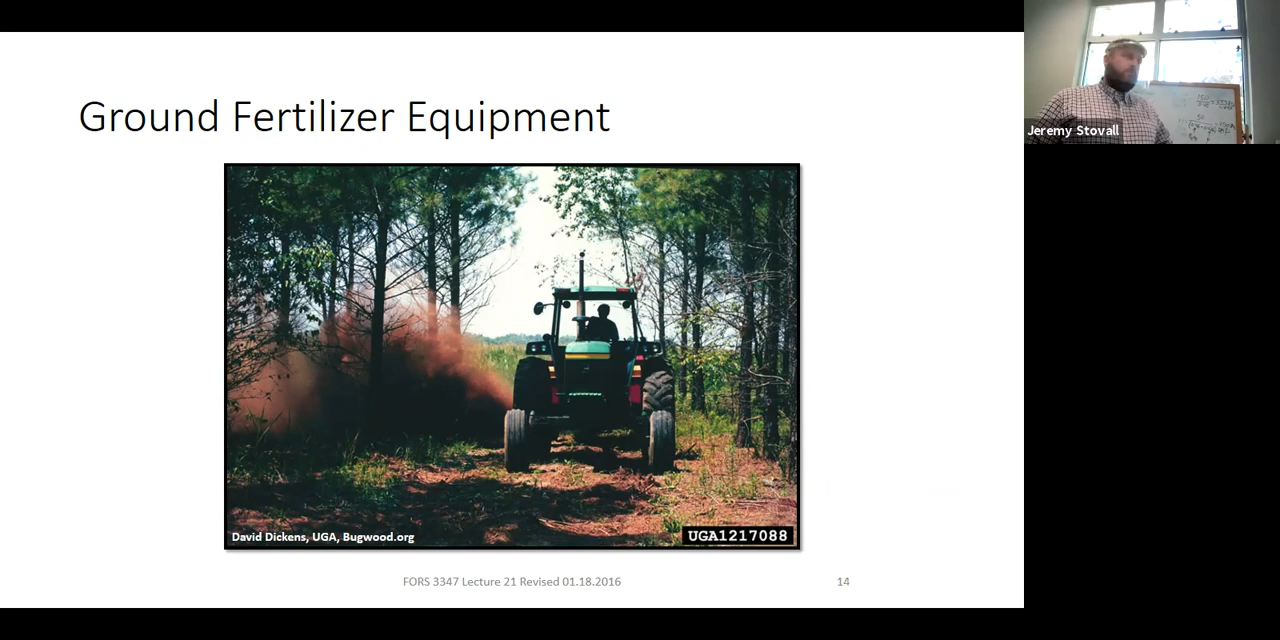 Ground Fertilizer Equipment
Jeremy Stovall
David Dickens, UGA, Bugwood.org
UGA1217088
FORS 3347 Lecture 21 Revised 01.18.2016
14